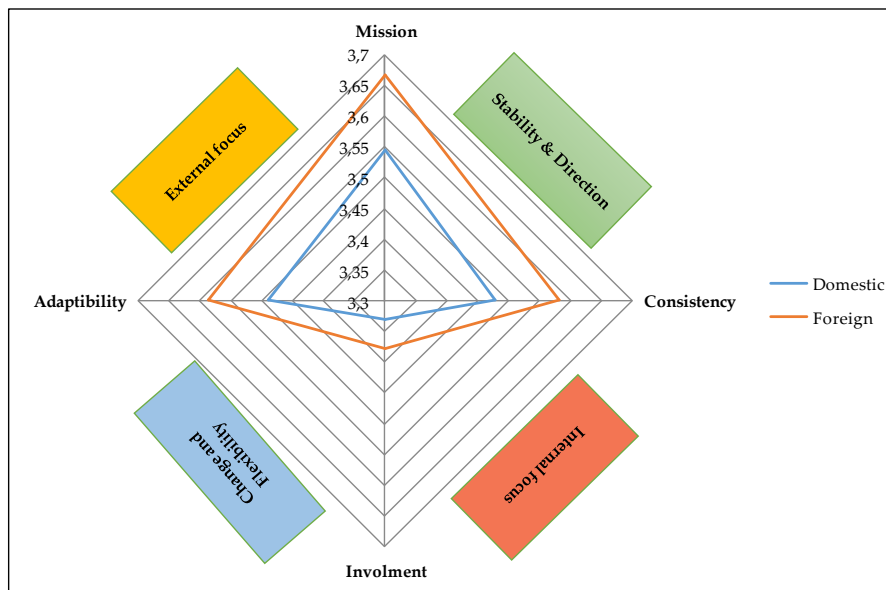 Mission
3,7
3,65
3,6
3,55
3,5
3,45
3,4
3,35
3,3
External focus
Stability & Direction
Adaptibility
Consistency
Domestic
Foreign
Change and
Flexibility
Internal focus
Involment